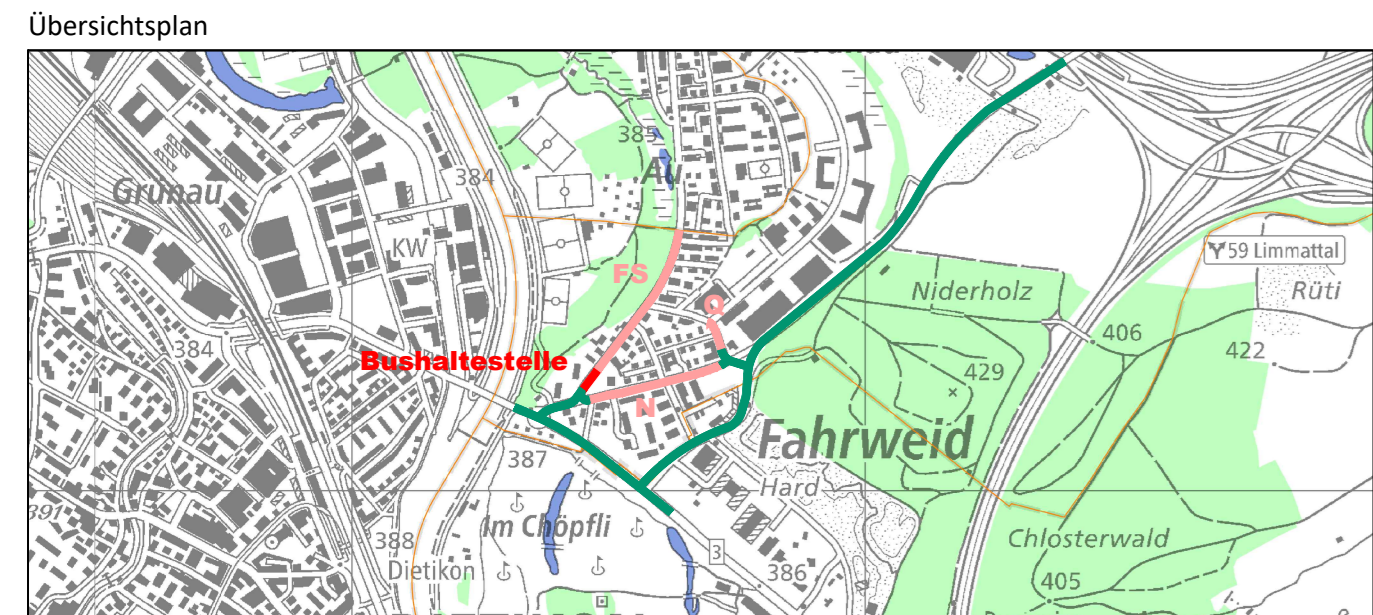 Übersichtsplan
385
Au
384
Grünau
KW
59 Limmattal
FS
Niderholz
Rüti
Q
406
384
422
Bushaltestelle
429
N
Fahrweid
387
Hard
391
Im Chöpfli
388
Chlosterwald
3
Dietikon
386
405